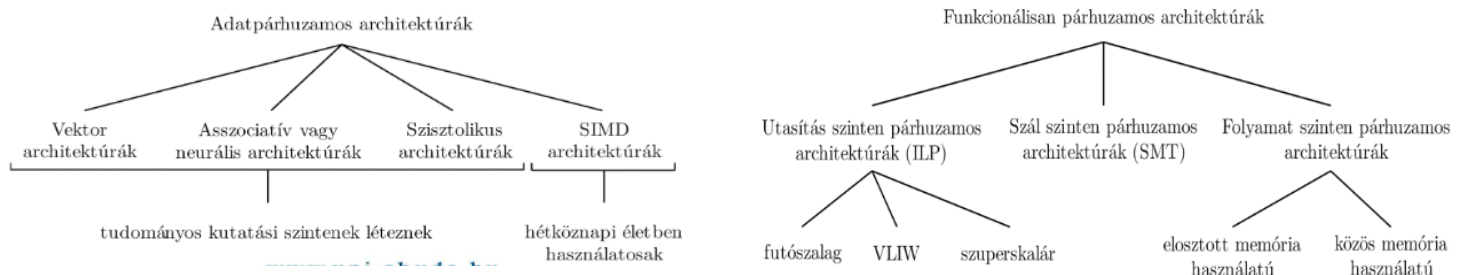 Adatpárhuzamos architektúrák
Vektor
architektúrák
Asszociatív vagy
neurális architektúrák
Szisztolikus
architektúrák
SIMD
architektúrák
tudományos kutatási szintenek léteznek
hétköznapi életben
használatosak
Funkcionálisan párhuzamos architektúrák
Utasítás szinten párhuzamos
architektúrák (ILP)
Szál szinten párhuzamos
architektúrák (SMT)
Folyamat szinten párhuzamos
architektúrák
futószalag
VLIW
szuperskalár
elosztott memória
használatú
közös memória
használatú